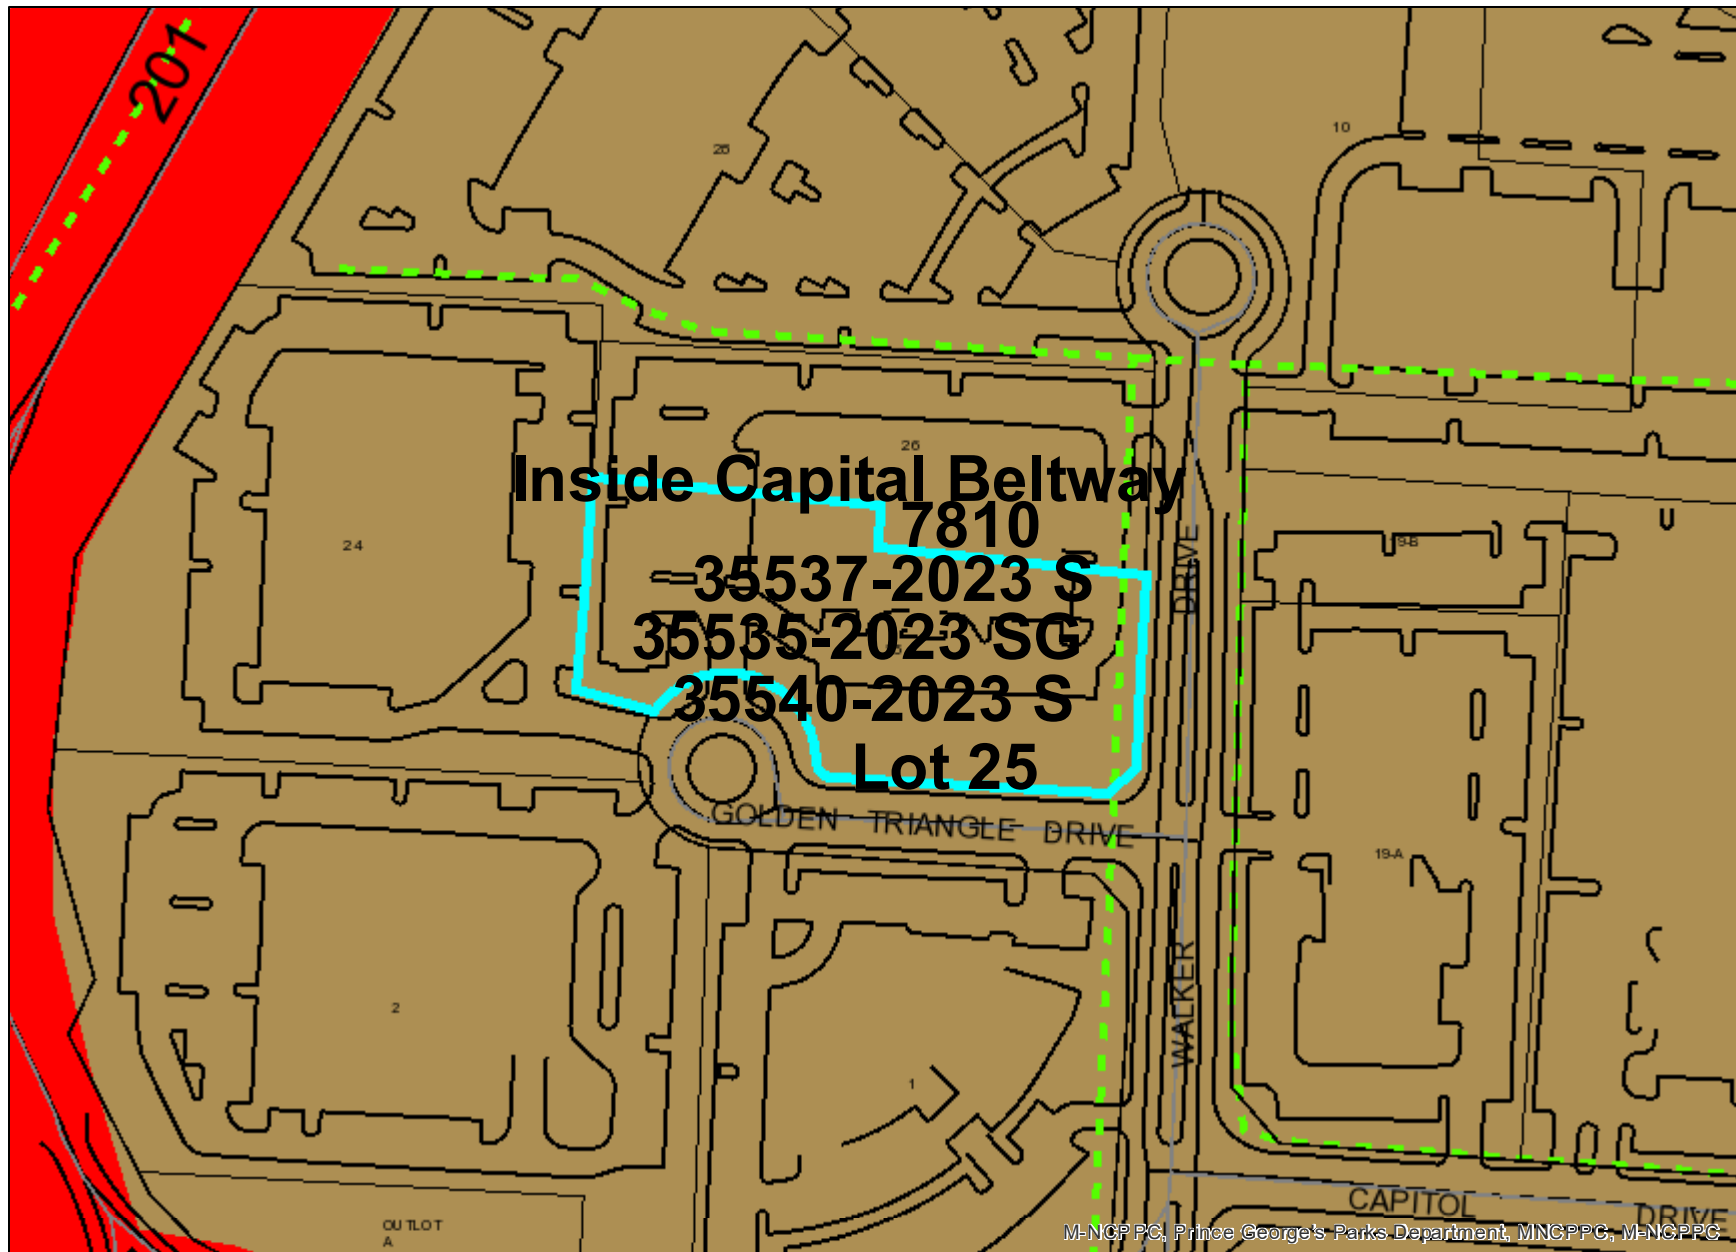 201
10
26
26
Inside Capital Beltway
7810
24
19-B
35537-2023 S
DRIVE
35535-2023 SG
35540-2023 S
Lot 25
GOLDEN TRIANGLE DRIVE
19-A
WALKER
2
1
CAPITOL DRIVE
OUTLOT
A
M-NCPPC, Prince George's Parks Department, MNCPPC, M-NCPPC